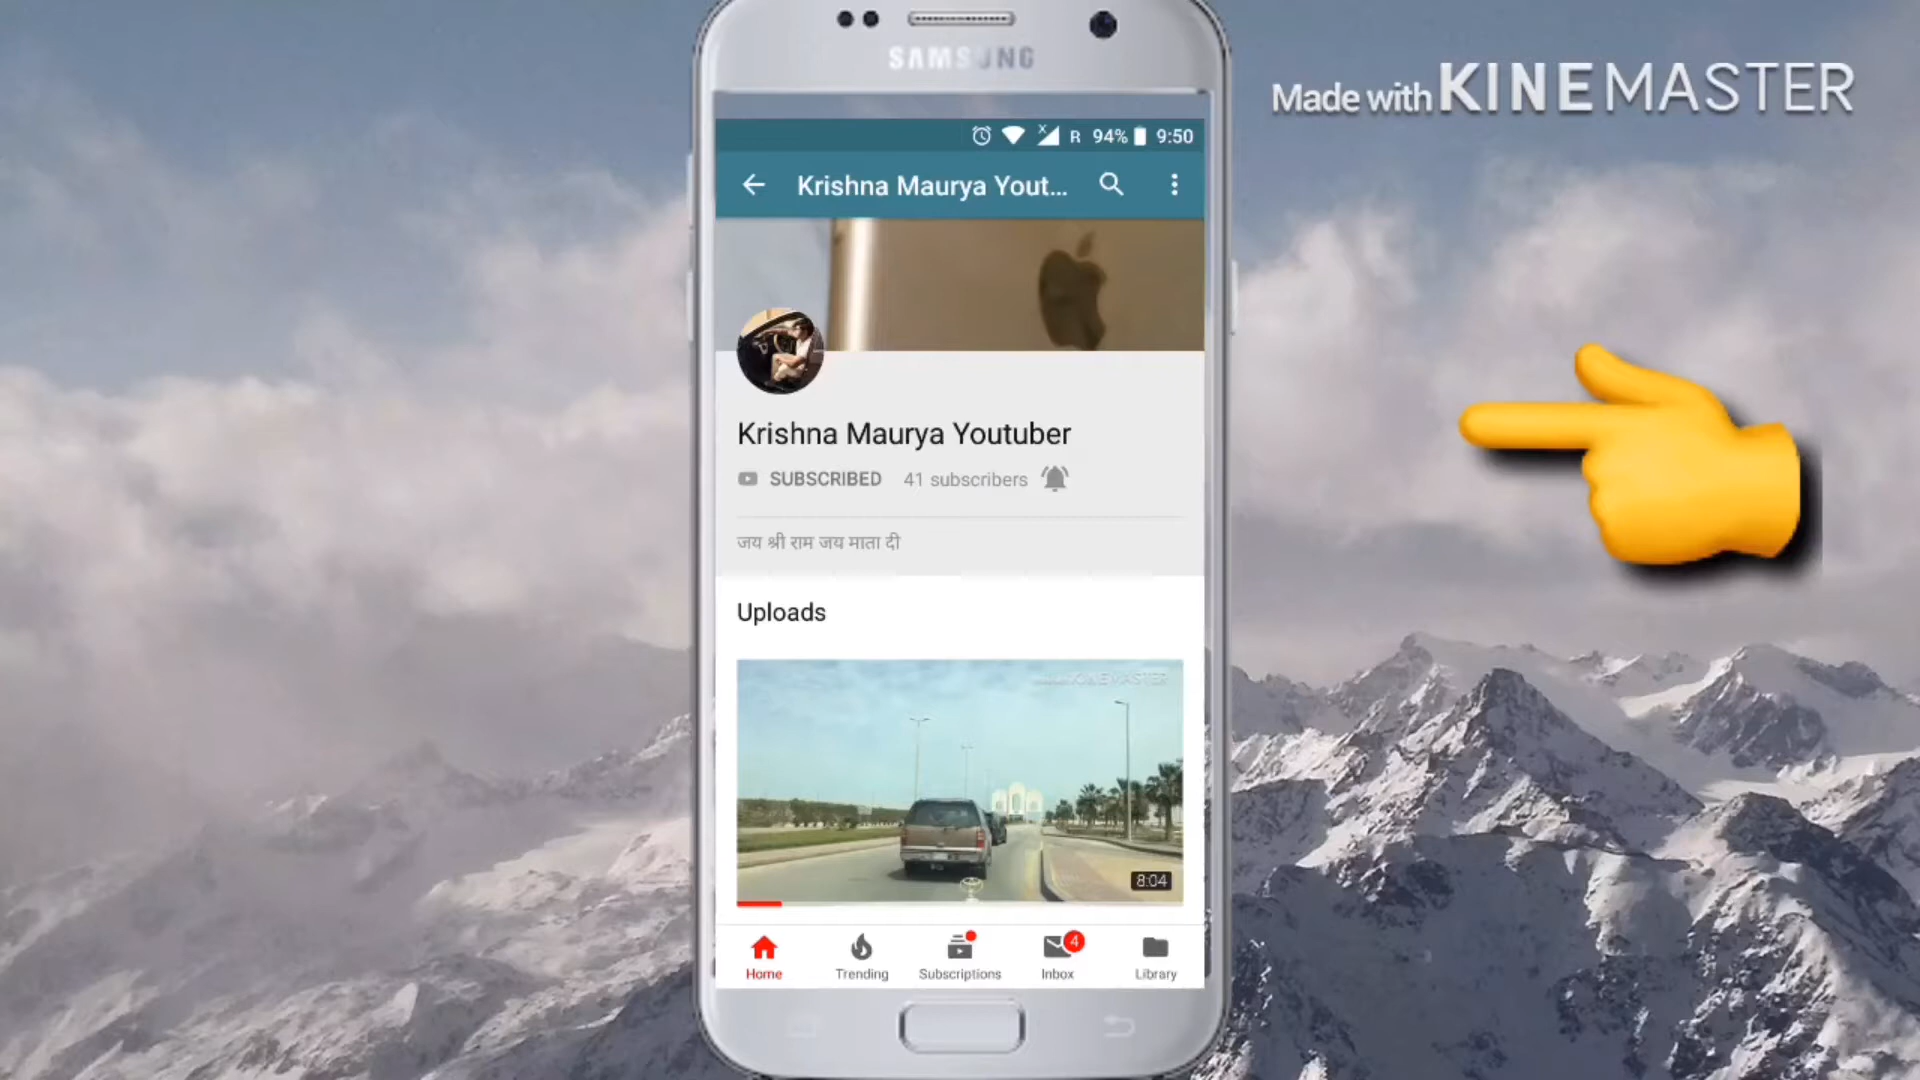 SAMSUNG
Made with KINEMASTER
R 94% 9:50
Krishna Maurya Yout...
Krishna Maurya Youtuber
SUBSCRIBED 41 subscribers
जय श्री राम जय माता दी
Uploads
KINEMASTER
8:04
4
Home Trending Subscriptions Inbox Library